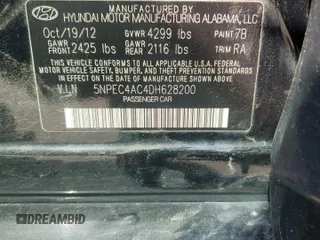 BY HYUNDAI MOTOR MANUFACTURING ALABAMA, LLC
Oct/19/12 GVWR 4299 lbs PAINT 7B
GAWR FRONT 2425 lbs GAWR REAR 2116 lbs TRIM RA
THIS VEHICLE CONFORMS TO ALL APPLICABLE U.S.A. FEDERAL
MOTOR VEHICLE SAFETY, BUMPER, AND THEFT PREVENTION
STANDARDS IN EFFECT ON THE DATE OF MANUFACTURE SHOWN ABOVE.
V.I.N 5NPEC4AC4DH628200
PASSENGER CAR
DREAMBID